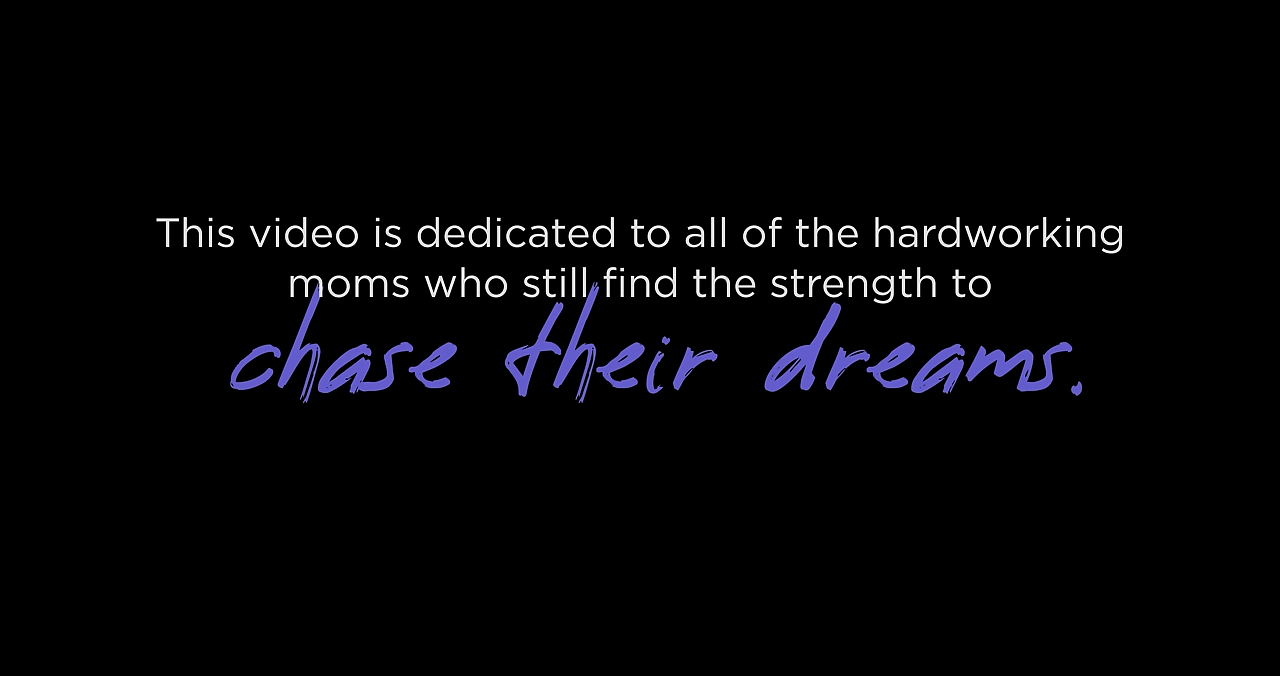 This video is dedicated to all of the hardworking
moms who still find the strength to
chase their dreams.